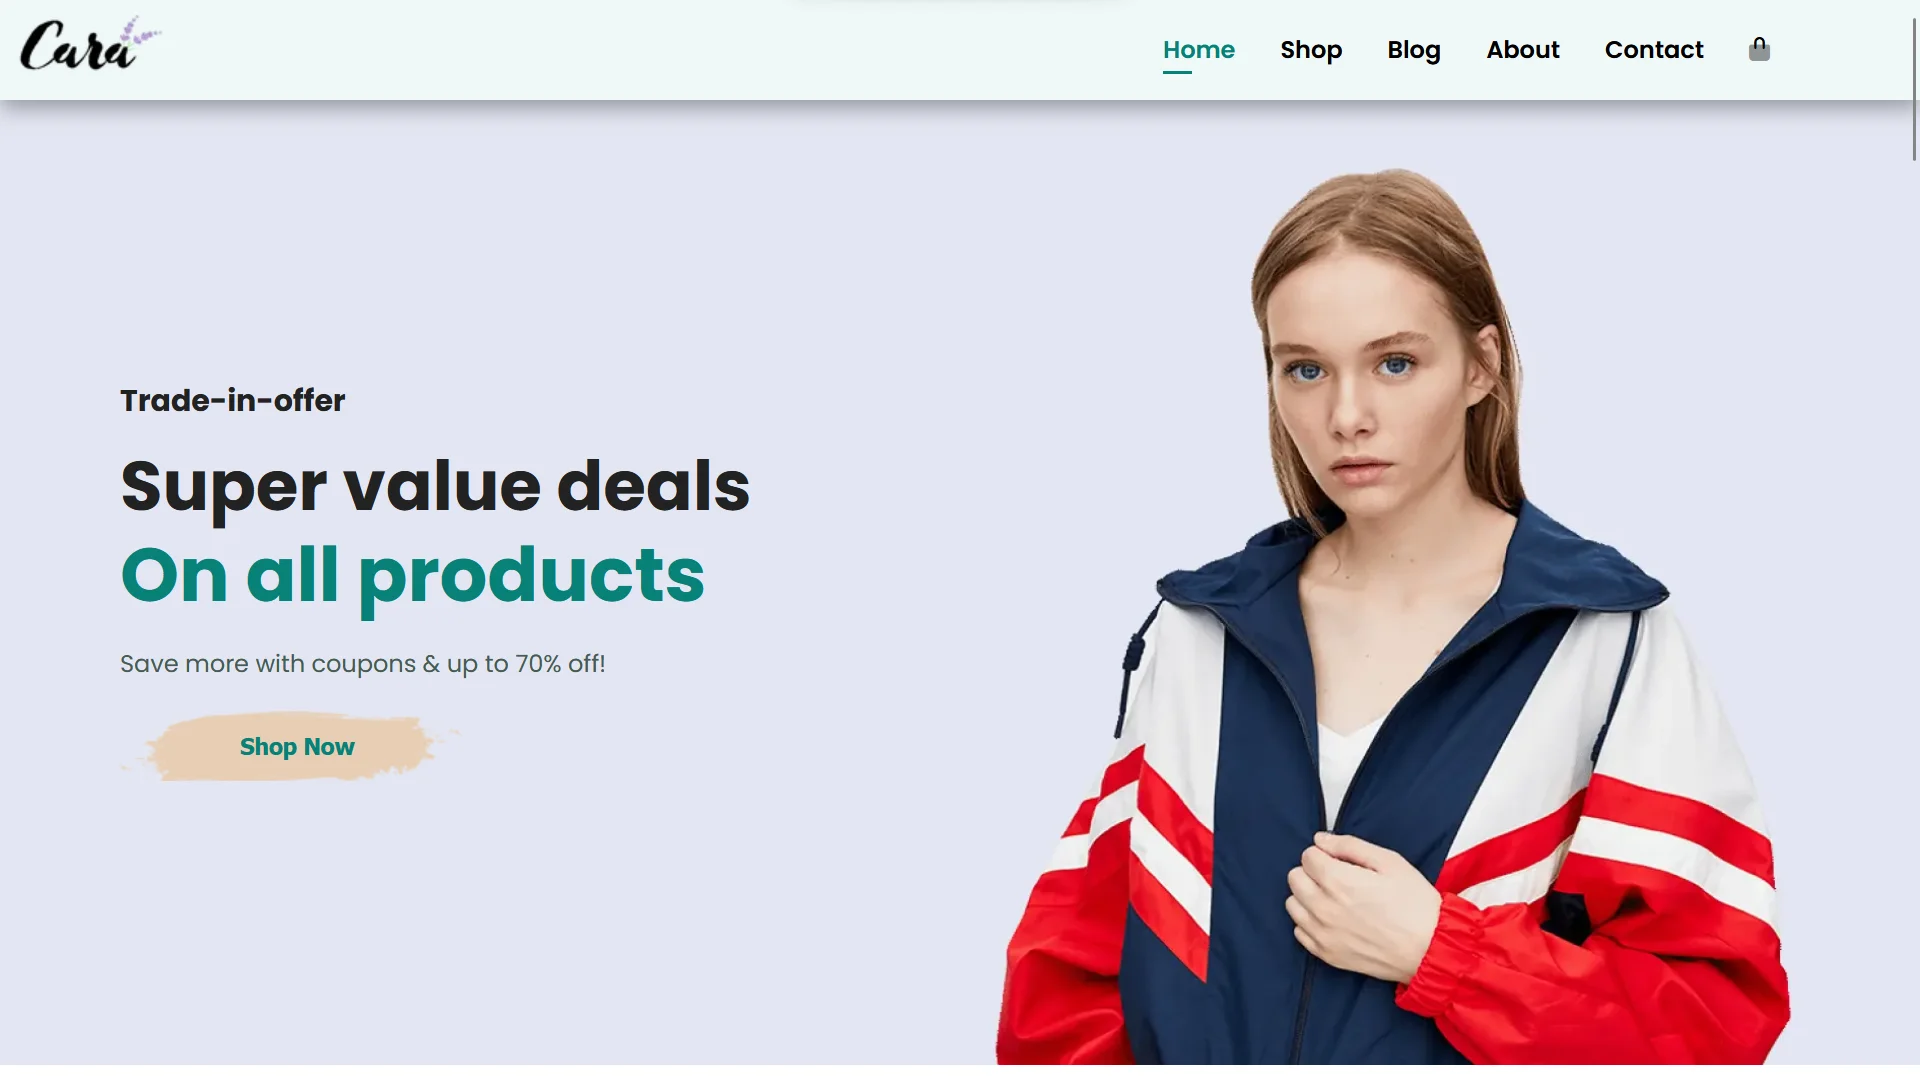 Cara
Home Shop Blog About Contact
Trade-in-offer
Super value deals
On all products
Save more with coupons & up to 70% off!
Shop Now